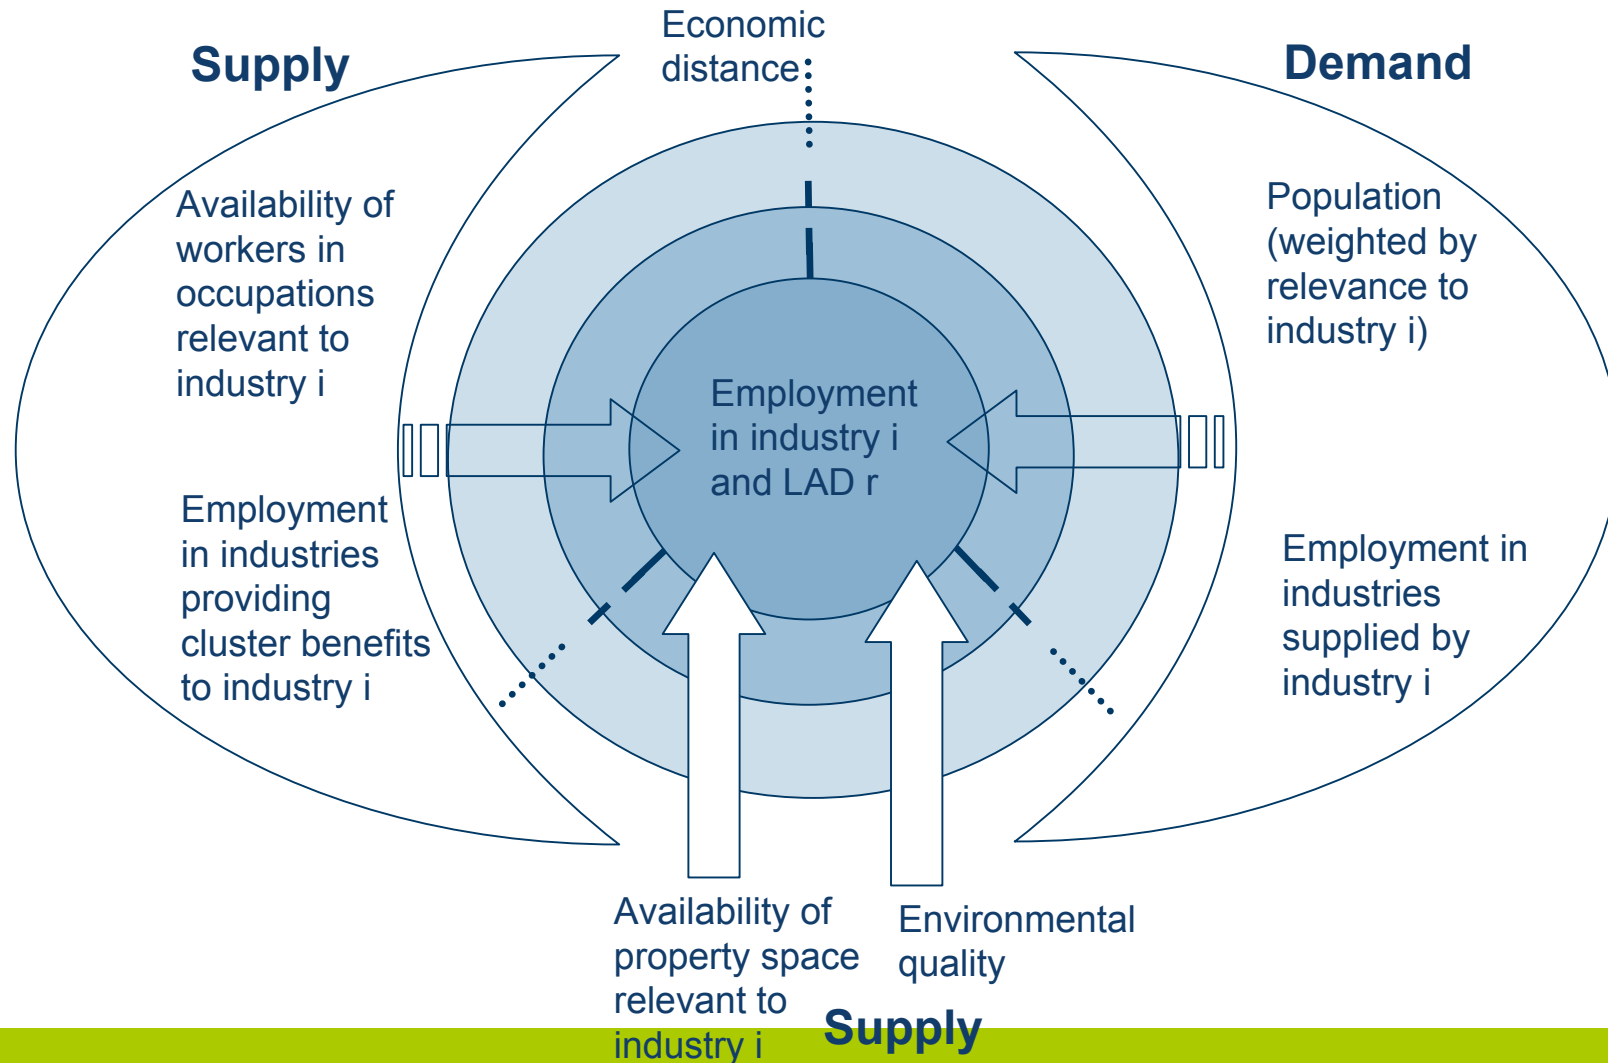 Economic
distance
Supply
Demand
Availability of
workers in
occupations
relevant to
industry i
Population
(weighted by
relevance to
industry i)
Employment
in industry i
and LAD r
Employment
in industries
providing
cluster benefits
to industry i
Employment in
industries
supplied by
industry i
Availability of
property space
relevant to
industry i
Environmental
quality
Supply